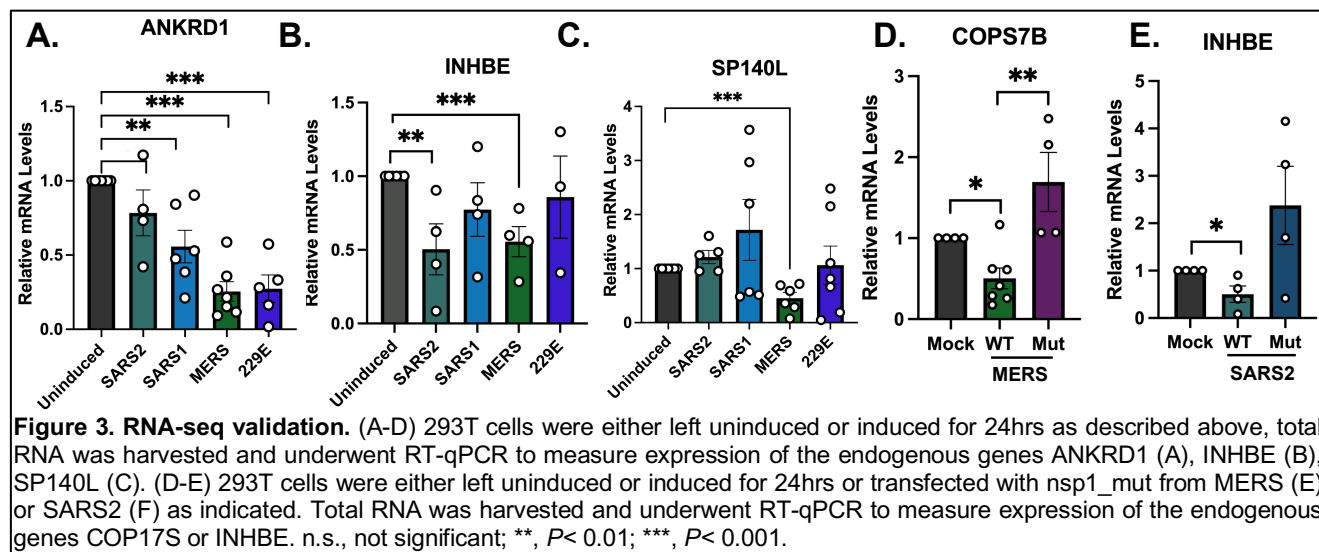 A.
ANKRD1
***
***
**
Relative mRNA Levels
1.5
1.0
0.5
0.0
Uninduced
SARS2
SARS1
MERS
229E
B.
INHBE
***
**
Relative mRNA Levels
1.5
1.0
0.5
0.0
Uninduced
SARS2
SARS1
MERS
229E
C.
SP140L
***
Relative mRNA Levels
4
3
2
1
0
Uninduced
SARS2
SARS1
MERS
229E
D.
COPS7B
**
*
Relative mRNA Levels
3
2
1
0
Mock WT Mut
MERS
E.
INHBE
*
Relative mRNA Levels
5
4
3
2
1
0
Mock WT Mut
SARS2
Figure 3. RNA-seq validation. (A-D) 293T cells were either left uninduced or induced for 24hrs as described above, total
RNA was harvested and underwent RT-qPCR to measure expression of the endogenous genes ANKRD1 (A), INHBE (B),
SP140L (C). (D-E) 293T cells were either left uninduced or induced for 24hrs or transfected with nsp1_mut from MERS (E)
or SARS2 (F) as indicated. Total RNA was harvested and underwent RT-qPCR to measure expression of the endogenous
genes COP17S or INHBE. n.s., not significant; **, P< 0.01; ***, P< 0.001.